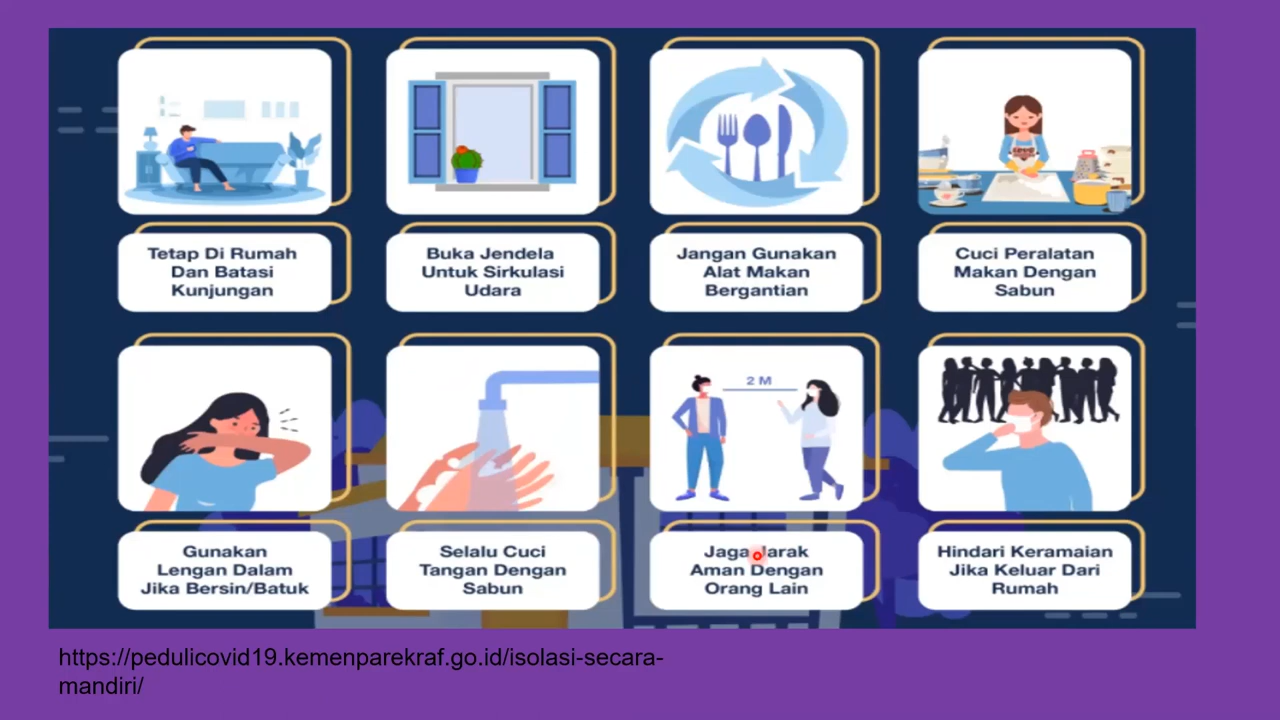 Tetap Di Rumah
Dan Batasi
Kunjungan
Buka Jendela
Untuk Sirkulasi
Udara
Jangan Gunakan
Alat Makan
Bergantian
Cuci Peralatan
Makan Dengan
Sabun
2 M
Gunakan
Lengan Dalam
Jika Bersin/Batuk
Selalu Cuci
Tangan Dengan
Sabun
Jaga Jarak
Aman Dengan
Orang Lain
Hindari Keramaian
Jika Keluar Dari
Rumah
https://pedulicovid19.kemenparekraf.go.id/isolasi-secara-
mandiri/